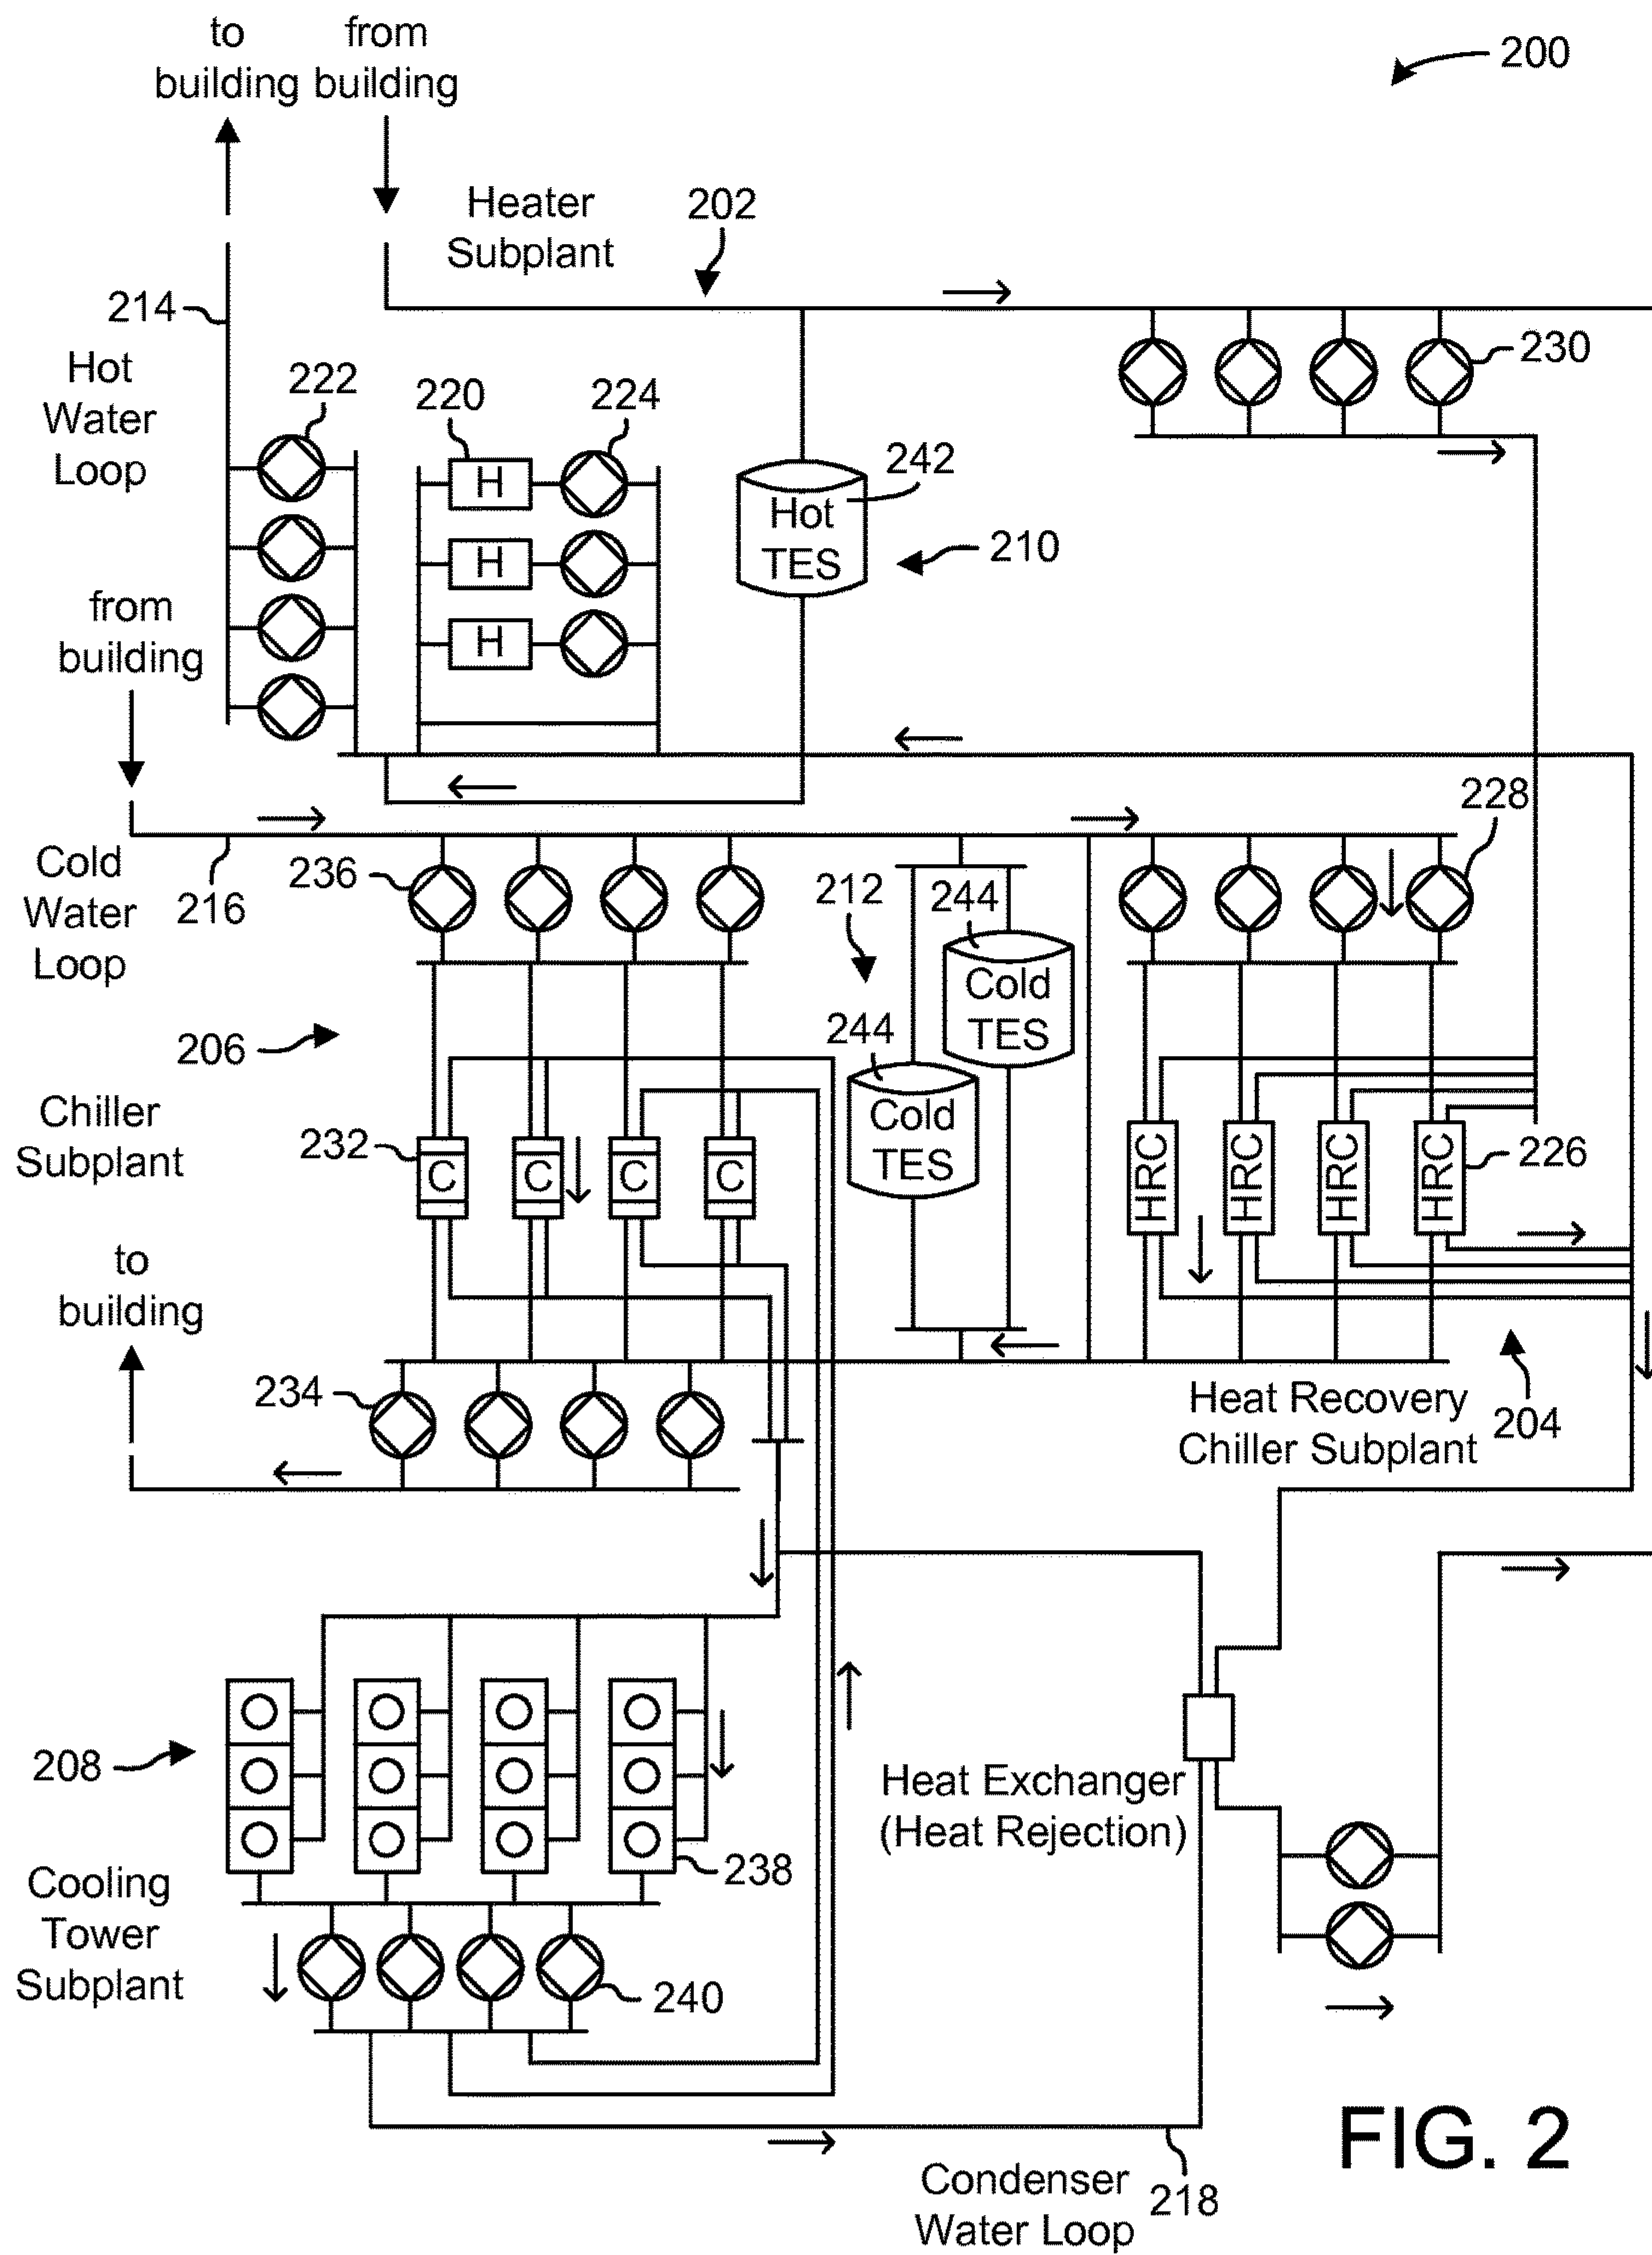 to
building
from
building
200
Heater
Subplant
202
214
Hot
Water
Loop
222
220
224
230
H
H
H
242
Hot
TES
210
from
building
228
Cold
Water
Loop
216
236
212
244
Cold
TES
244
Cold
TES
206
Chiller
Subplant
232
C
C
C
C
HRC
HRC
HRC
HRC
226
to
building
234
Heat Recovery
Chiller Subplant
204
208
238
Heat Exchanger
(Heat Rejection)
Cooling
Tower
Subplant
240
Condenser
Water Loop
218
FIG. 2